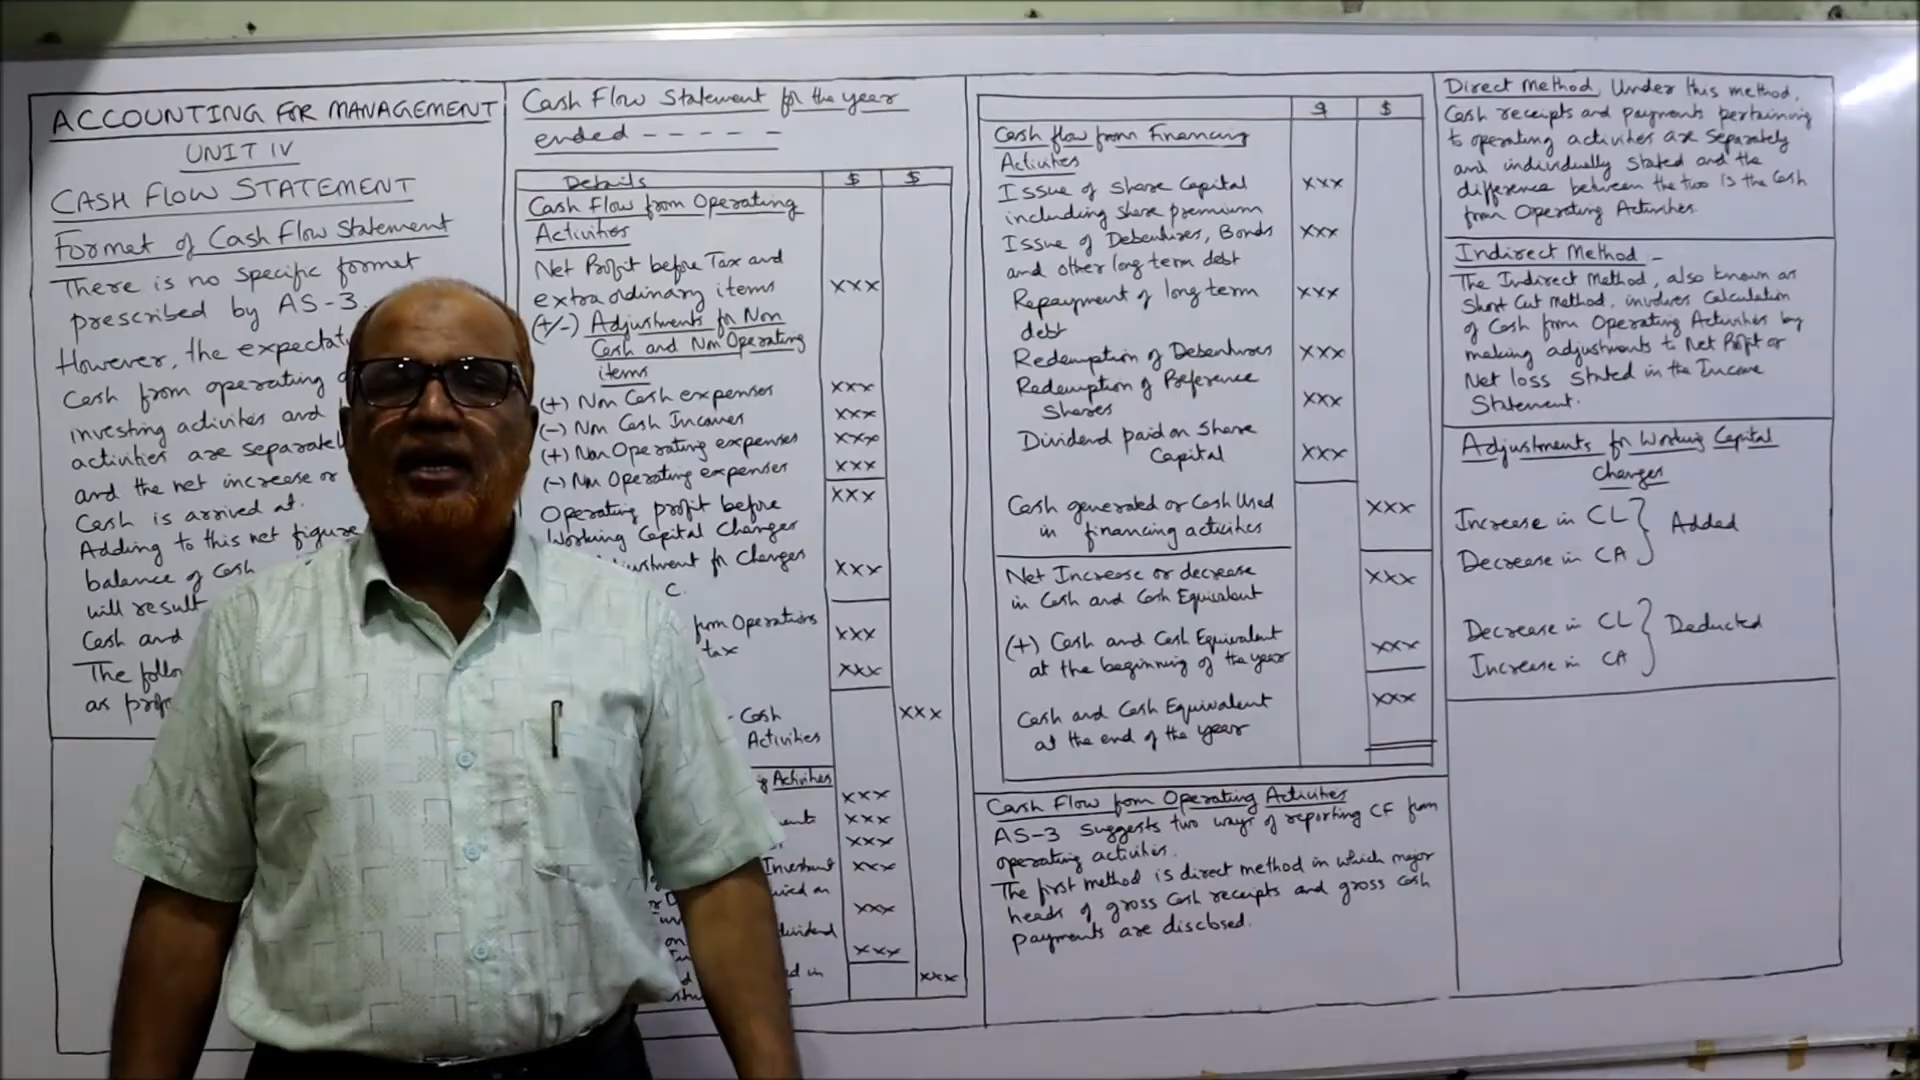 ACCOUNTING FOR MANAGEMENT
UNIT IV
CASH FLOW STATEMENT
Formet of Cash Flow Statement
There is no specific format
prescribed by AS-3.
However, the
Cash from operating
investing activities and
activities are
and the net increase or
Cash is arrived at.
Adding to this net figure
balance of Cash
will result
Cash and
The
as
Cash Flow Statement for the year
ended - - - - -
Details $ $
Cash Flow from Operating
Activities
Net Profit before Tax and
extraordinary items xxx
(+/-) Adjustments for Non
Cash and Non Operating
items
(+) Non Cash expenses xxx
(-) Non Cash Incomes xxx
(+) Non Operating expenses xxx
(-) Non Operating expenses xxx
Operating profit before xxx
Working Capital Changes
for Changes xxx
C.
from Operations xxx
tax xxx
- Cash xxx
Activities
Activities
xxx
xxx
xxx
Investment xxx
on
xxx
dividend
xxx
in xxx
$ $
Cash flow from Financing
Activities
Issue of Share Capital xxx
including share premium
Issue of Debentures, Bonds xxx
and other long term debt
Repayment of long term xxx
debt
Redemption of Debentures xxx
Redemption of Preference
Shares xxx
Dividend paid on Share
Capital xxx
Cash generated or Cash Used xxx
in financing activities
Net Increase or decrease xxx
in Cash and Cash Equivalent
(+) Cash and Cash Equivalent xxx
at the beginning of the year
Cash and Cash Equivalent xxx
at the end of the year
Cash Flow from Operating Activities
AS-3 suggests two ways of reporting CF from
operating activities.
The first method is direct method in which major
heads of gross cash receipts and gross cash
payments are disclosed.
Direct Method, Under this method,
Cash receipts and payments pertaining
to operating activities are separately
and individually stated and the
difference between the two is the Cash
from Operating Activities.
Indirect Method -
The Indirect Method, also known as
Short Cut Method, involves Calculation
of Cash from Operating Activities by
making adjustments to Net Profit or
Net loss stated in the Income
Statement.
Adjustments for Working Capital
Changes
Increase in CL } Added
Decrease in CA
Decrease in CL } Deducted
Increase in CA